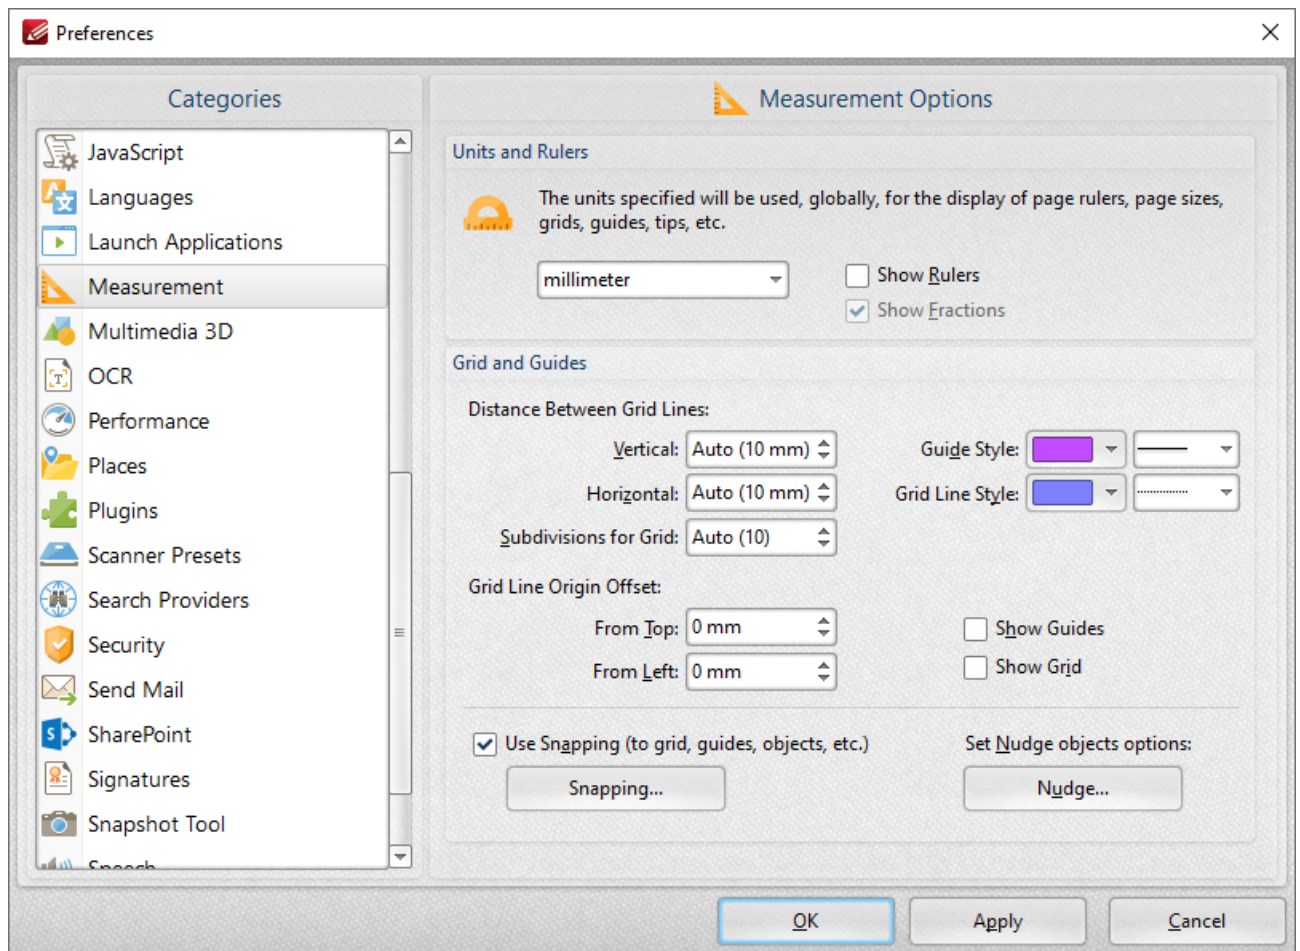 Preferences
Categories
JavaScript
Languages
Launch Applications
Measurement
Multimedia 3D
OCR
Performance
Places
Plugins
Scanner Presets
Search Providers
Security
Send Mail
SharePoint
Signatures
Snapshot Tool
Speech
Measurement Options
Units and Rulers
The units specified will be used, globally, for the display of page rulers, page sizes,
grids, guides, tips, etc.
millimeter
Show Rulers
Show Fractions
Grid and Guides
Distance Between Grid Lines:
Vertical: Auto (10 mm)
Guide Style:
Horizontal: Auto (10 mm)
Grid Line Style:
Subdivisions for Grid: Auto (10)
Grid Line Origin Offset:
From Top: 0 mm
Show Guides
From Left: 0 mm
Show Grid
Use Snapping (to grid, guides, objects, etc.)
Set Nudge objects options:
Snapping...
Nudge...
OK
Apply
Cancel